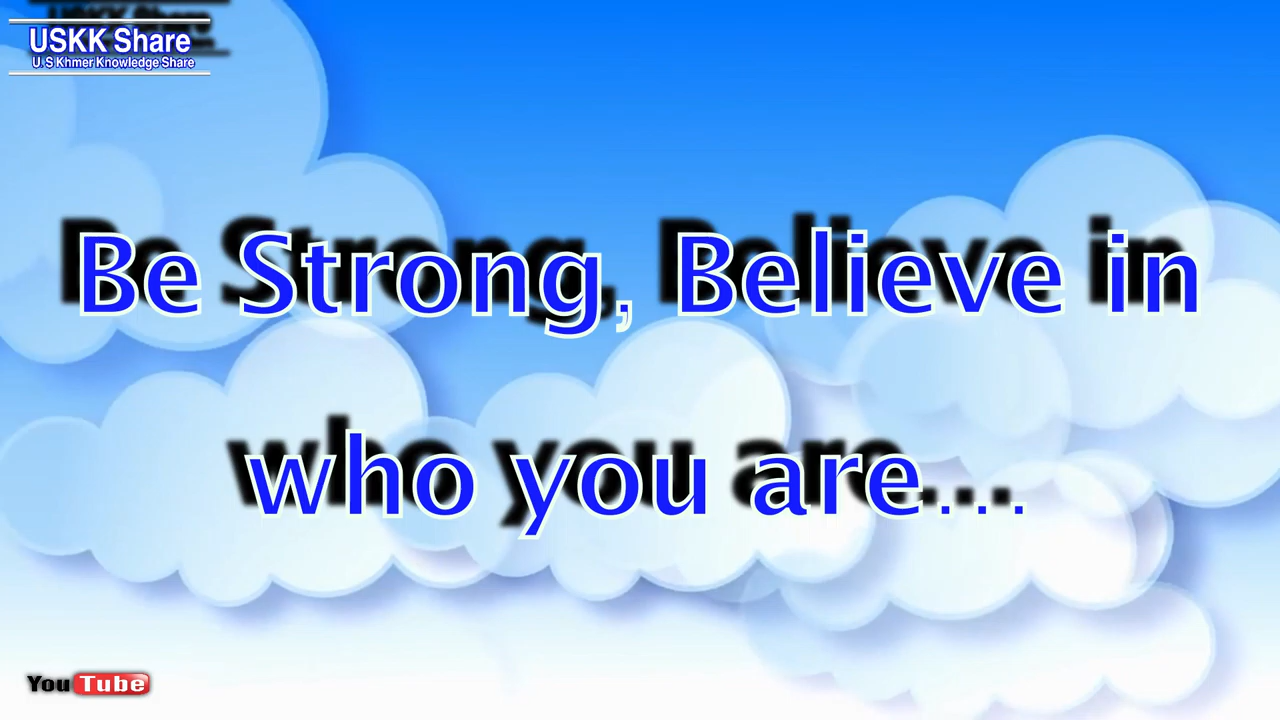 USKK Share
U S Khmer Knowledge Share
Be Strong, Believe in
who you are...
YouTube